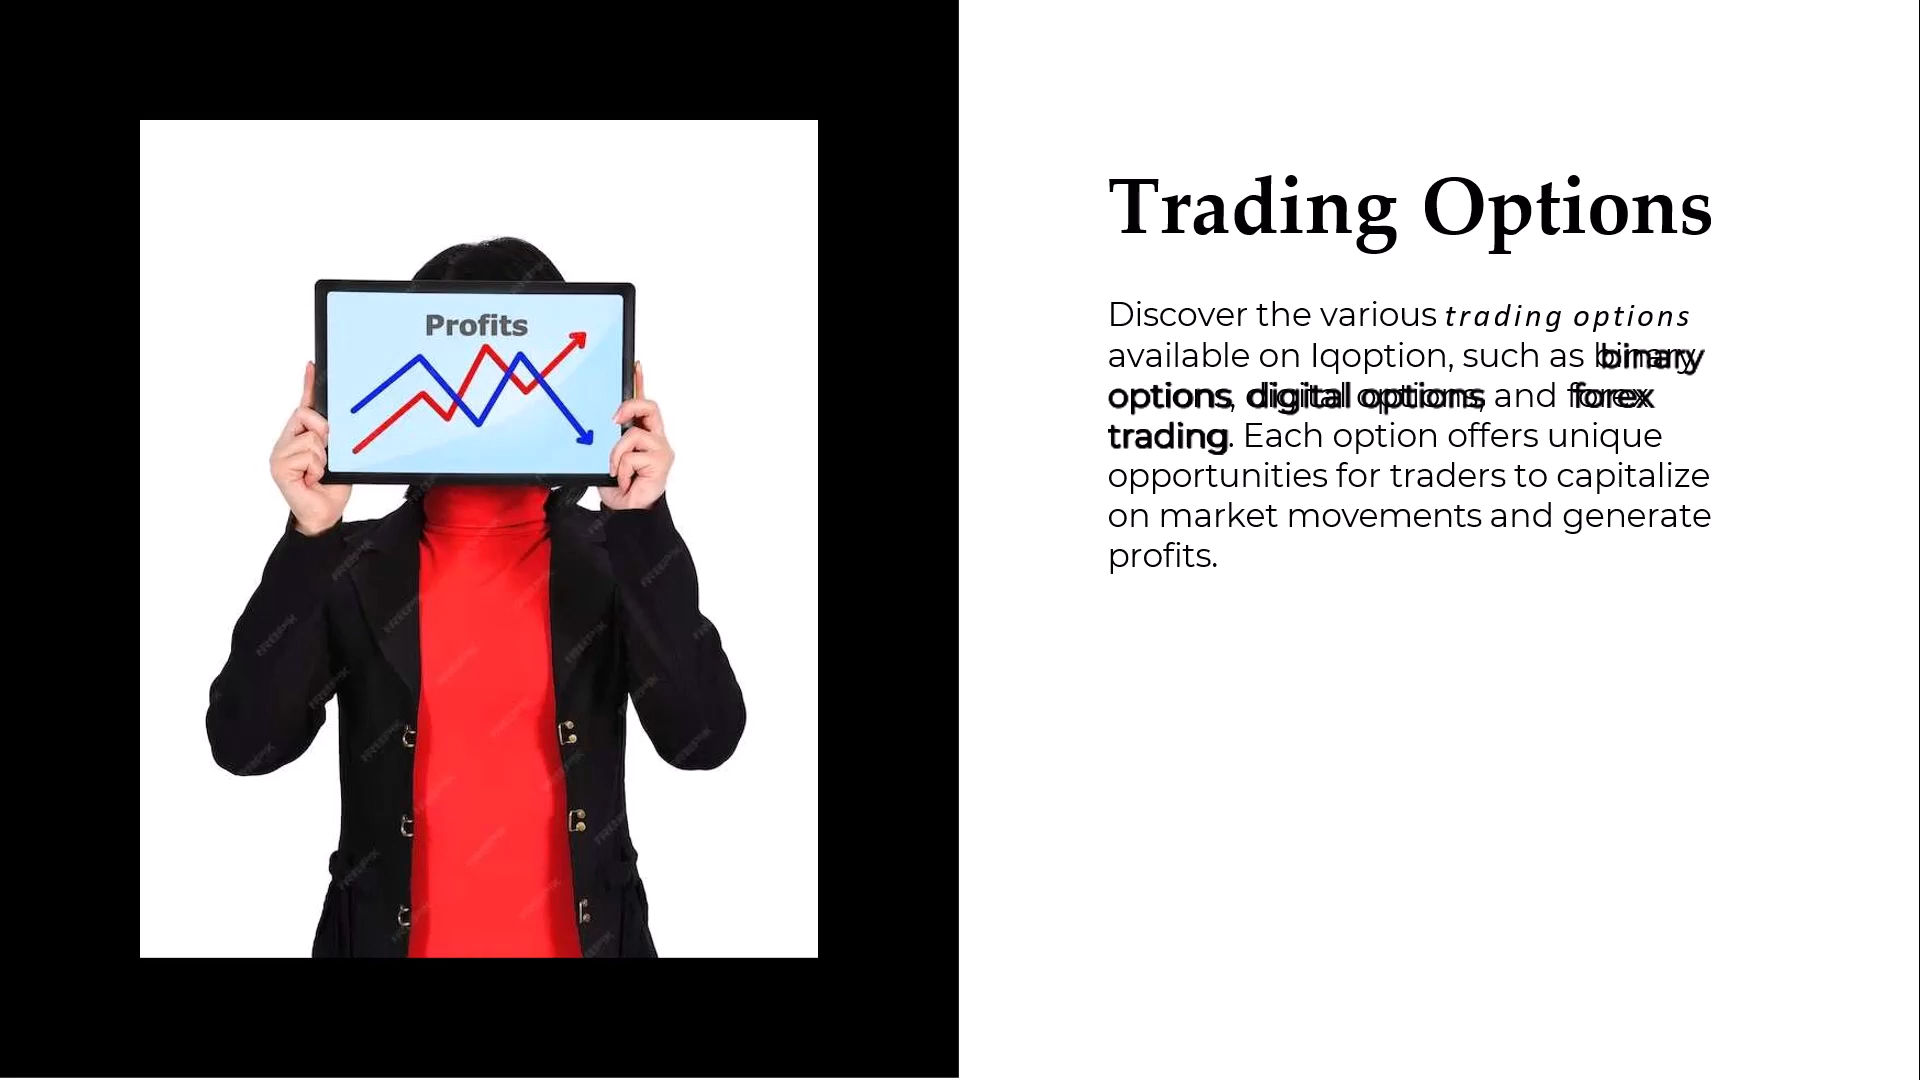 Profits
Trading Options
Discover the various trading options
available on Iqoption, such as binary
options, digital options, and forex
trading. Each option offers unique
opportunities for traders to capitalize
on market movements and generate
profits.